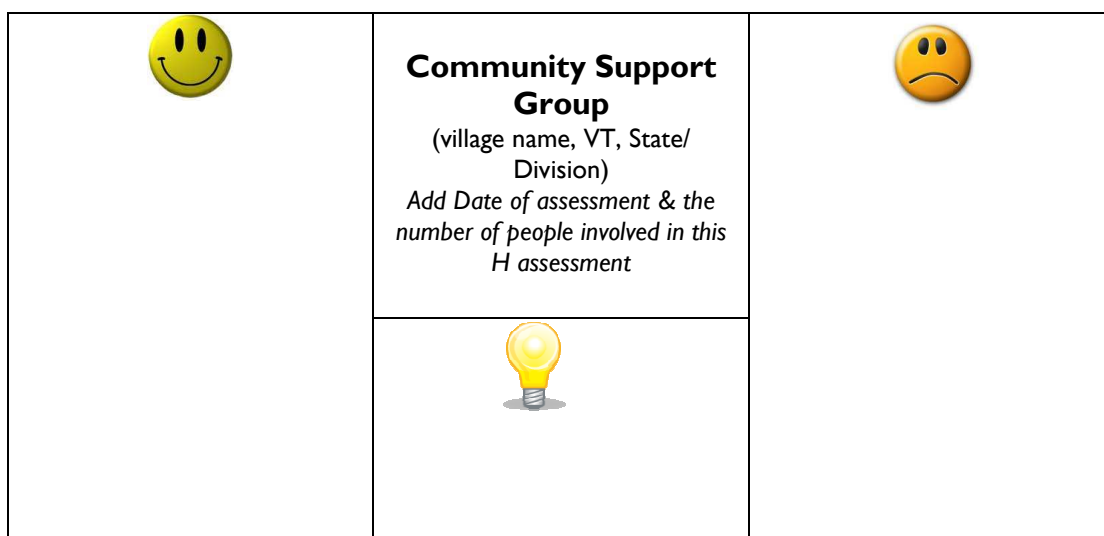 Community Support
Group
(village name, VT, State/
Division)
Add Date of assessment & the
number of people involved in this
H assessment